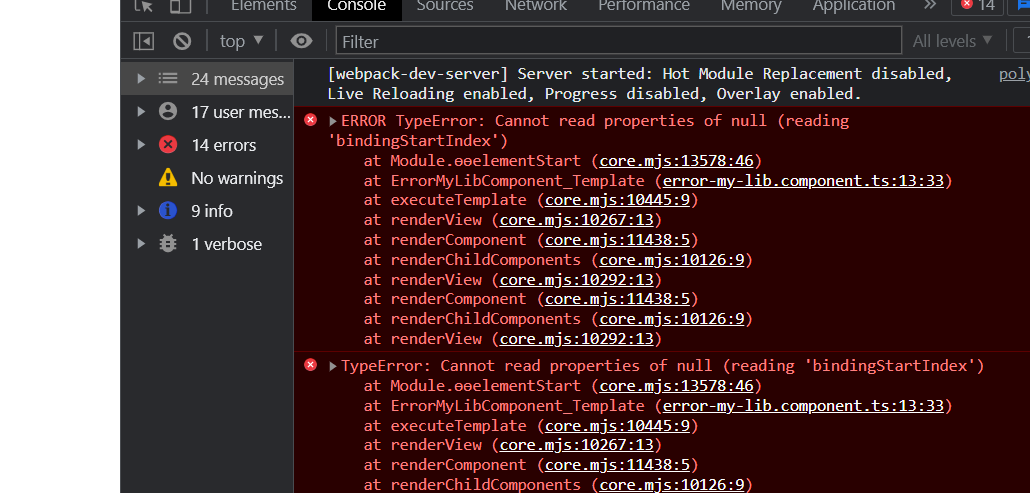 Elements Console Sources Network Performance Memory Application » 14
top ▼ Filter All levels ▼
24 messages
17 user mes...
14 errors
No warnings
9 info
1 verbose
[webpack-dev-server] Server started: Hot Module Replacement disabled,
Live Reloading enabled, Progress disabled, Overlay enabled.
ERROR TypeError: Cannot read properties of null (reading
'bindingStartIndex')
at Module.ɵɵelementStart (core.mjs:13578:46)
at ErrorMyLibComponent_Template (error-my-lib.component.ts:13:33)
at executeTemplate (core.mjs:10445:9)
at renderView (core.mjs:10267:13)
at renderComponent (core.mjs:11438:5)
at renderChildComponents (core.mjs:10126:9)
at renderView (core.mjs:10292:13)
at renderComponent (core.mjs:11438:5)
at renderChildComponents (core.mjs:10126:9)
at renderView (core.mjs:10292:13)
TypeError: Cannot read properties of null (reading 'bindingStartIndex')
at Module.ɵɵelementStart (core.mjs:13578:46)
at ErrorMyLibComponent_Template (error-my-lib.component.ts:13:33)
at executeTemplate (core.mjs:10445:9)
at renderView (core.mjs:10267:13)
at renderComponent (core.mjs:11438:5)
at renderChildComponents (core.mjs:10126:9)